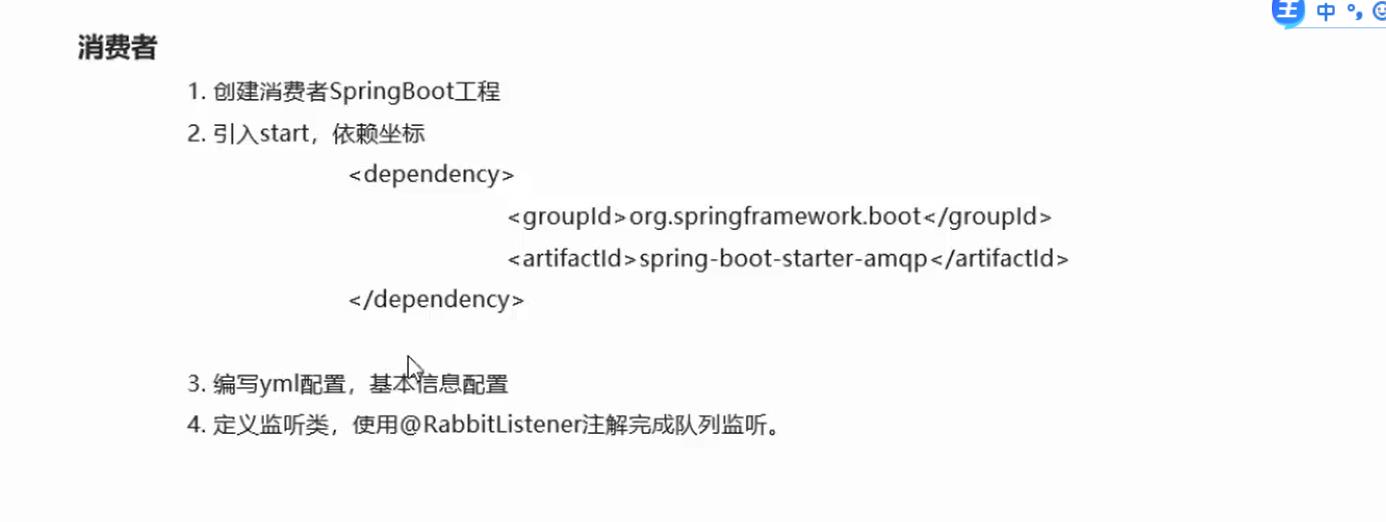 主 中 °,
消费者
1. 创建消费者SpringBoot工程
2. 引入start，依赖坐标
<dependency>
<groupId>org.springframework.boot</groupId>
<artifactId>spring-boot-starter-amqp</artifactId>
</dependency>
3. 编写yml配置，基本信息配置
4. 定义监听类，使用@RabbitListener注解完成队列监听。